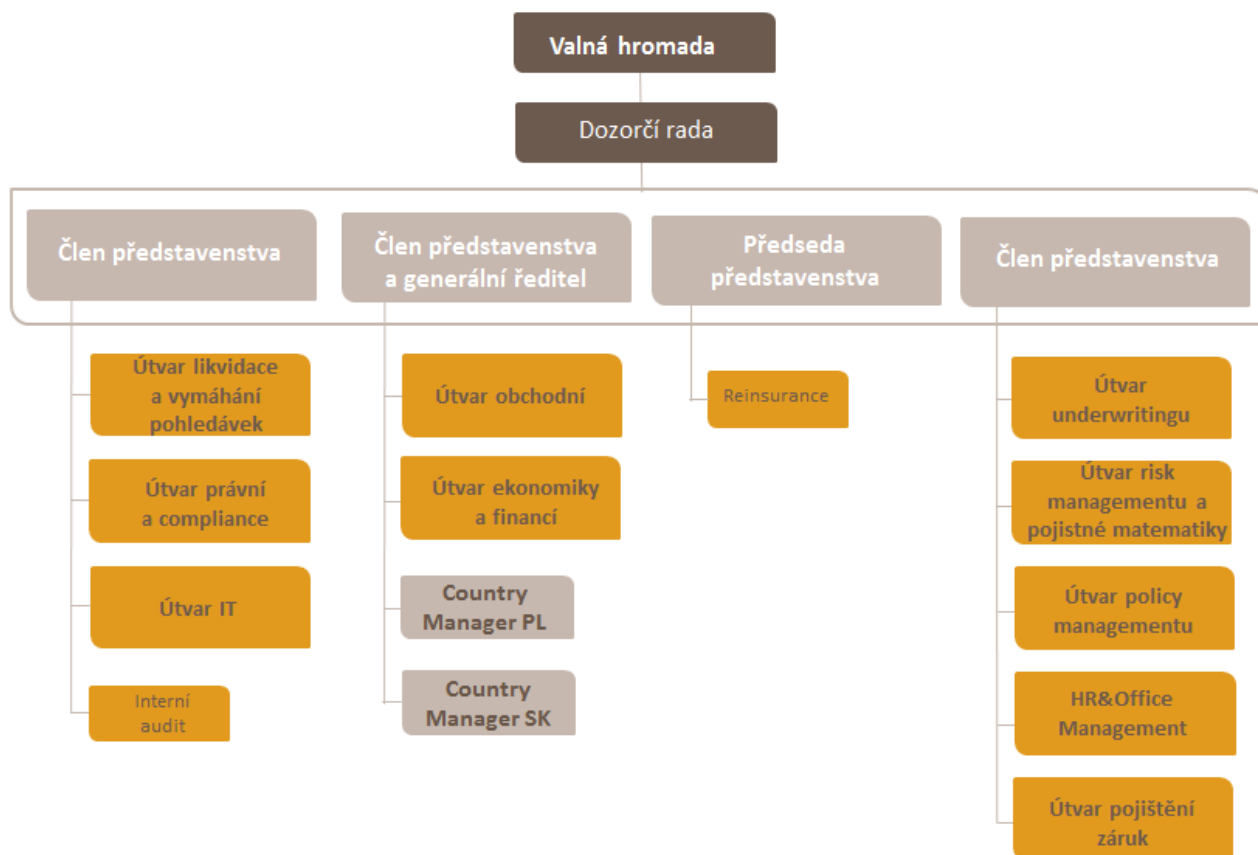 Valná hromada
Dozorčí rada
Člen představenstva
Člen představenstva
a generální ředitel
Předseda
představenstva
Člen představenstva
Útvar likvidace
a vymáhání
pohledávek
Útvar právní
a compliance
Útvar IT
Interní
audit
Útvar obchodní
Útvar ekonomiky
a financí
Country
Manager PL
Country
Manager SK
Reinsurance
Útvar
underwritingu
Útvar risk
managementu a
pojistné matematiky
Útvar policy
managementu
HR&Office
Management
Útvar pojištění
záruk